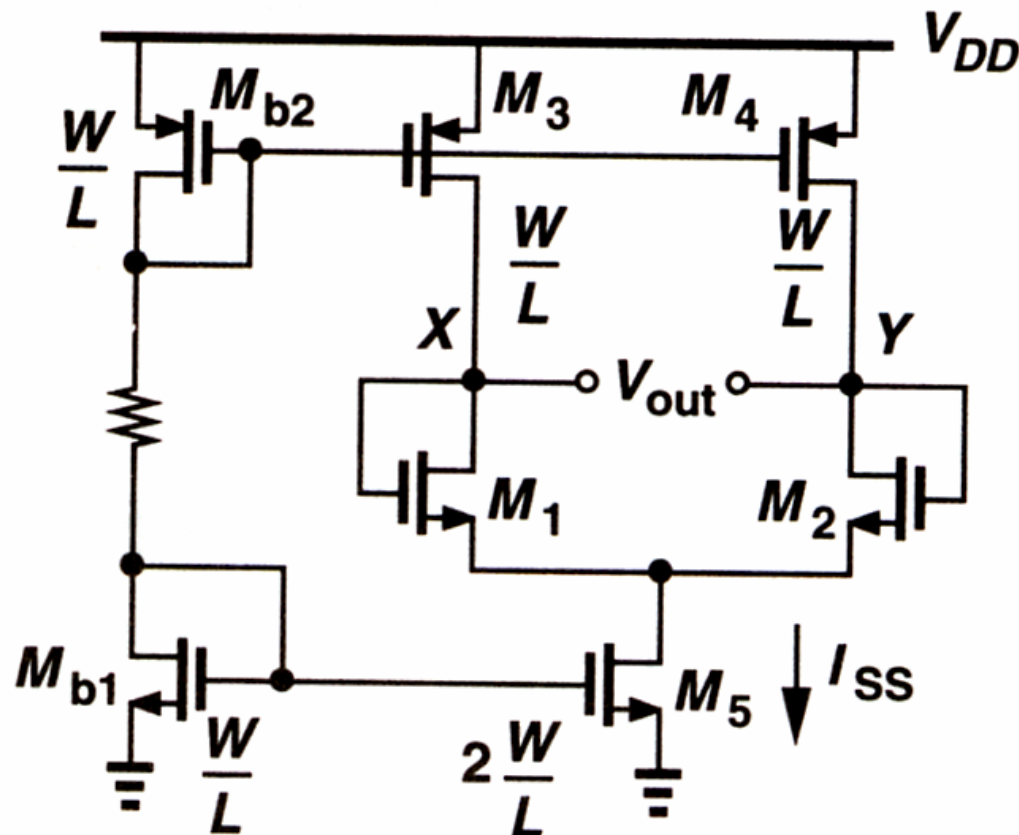 V_DD
M_b2
M_3
M_4
W/L
W/L
W/L
X
Y
V_out
M_1
M_2
M_b1
M_5
I_SS
W/L
2 W/L